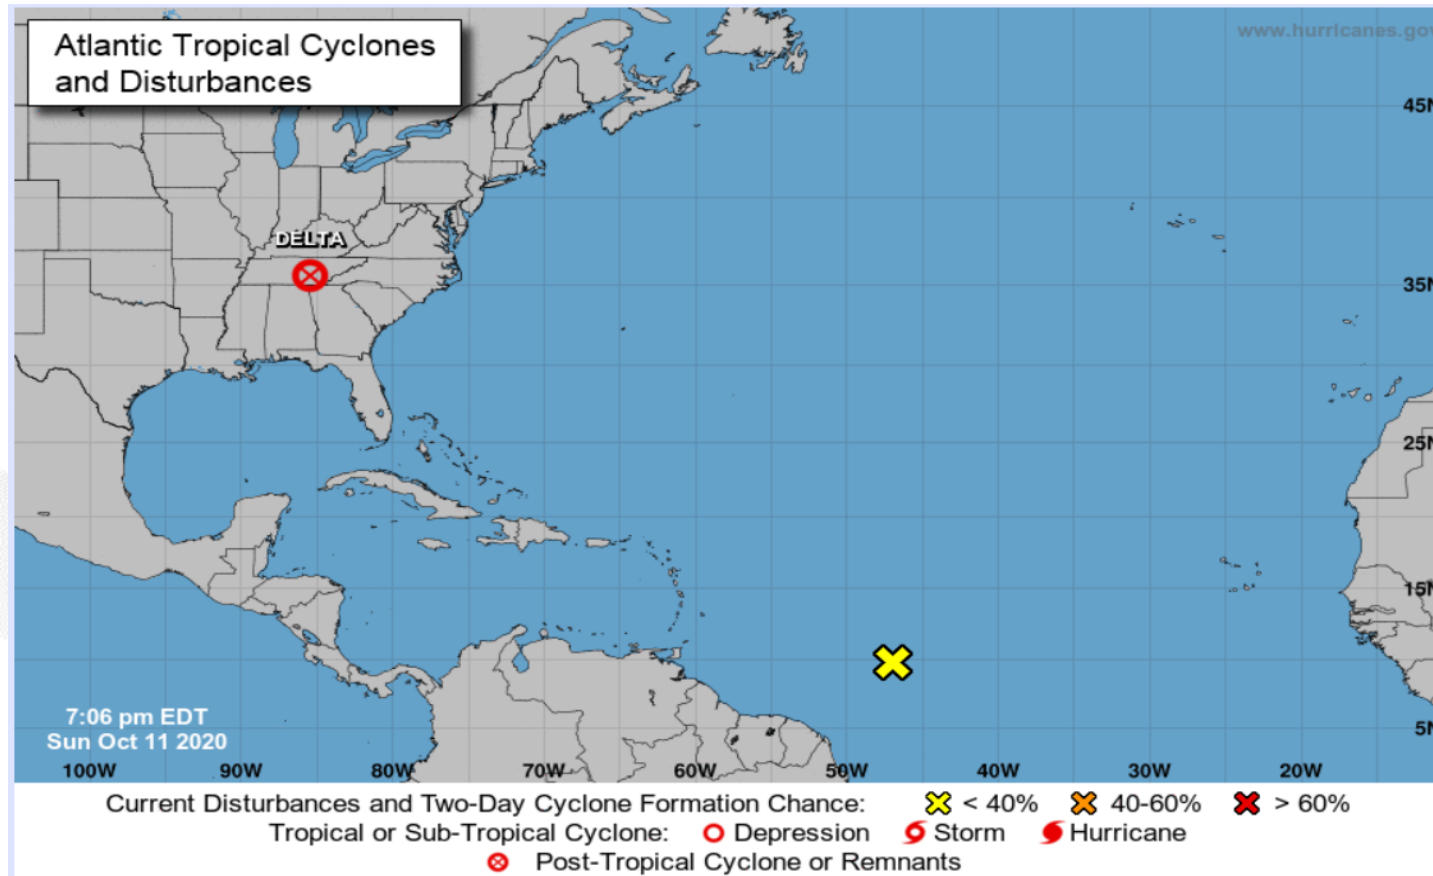 Atlantic Tropical Cyclones
and Disturbances
www.hurricanes.gov
45N
DELTA
35N
25N
15N
7:06 pm EDT
Sun Oct 11 2020
5N
100W 90W 80W 70W 60W 50W 40W 30W 20W
Current Disturbances and Two-Day Cyclone Formation Chance: < 40% 40-60% > 60%
Tropical or Sub-Tropical Cyclone: Depression Storm Hurricane
Post-Tropical Cyclone or Remnants